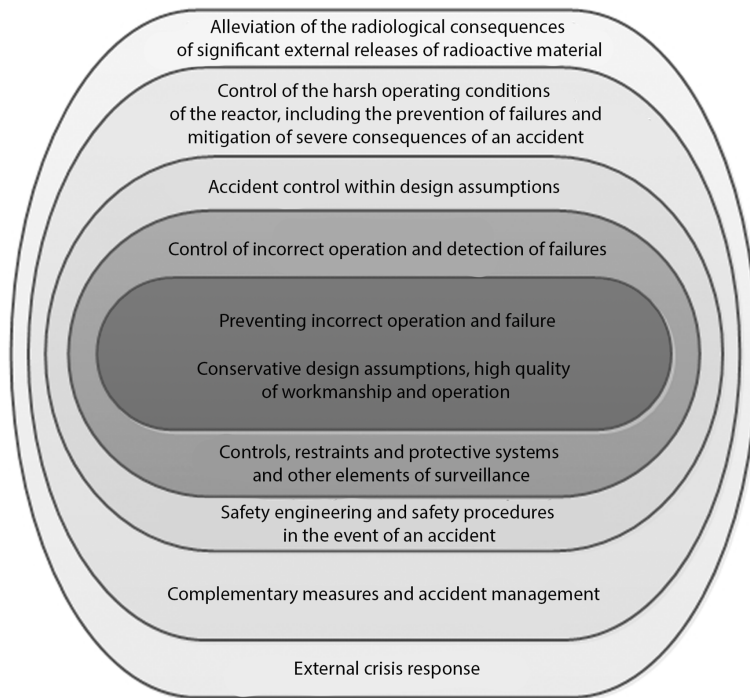 Alleviation of the radiological consequences
of significant external releases of radioactive material
Control of the harsh operating conditions
of the reactor, including the prevention of failures and
mitigation of severe consequences of an accident
Accident control within design assumptions
Control of incorrect operation and detection of failures
Preventing incorrect operation and failure
Conservative design assumptions, high quality
of workmanship and operation
Controls, restraints and protective systems
and other elements of surveillance
Safety engineering and safety procedures
in the event of an accident
Complementary measures and accident management
External crisis response